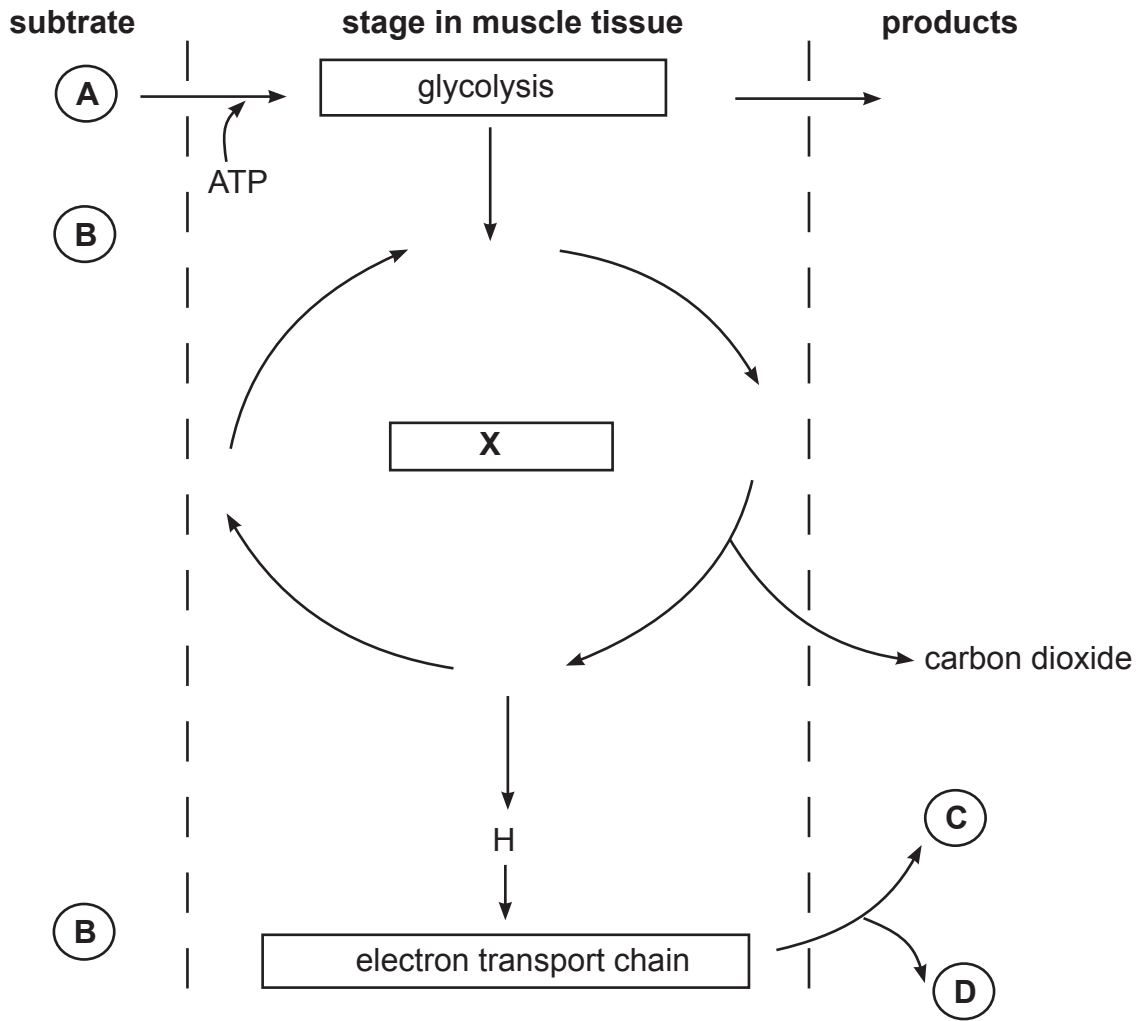 subtrate stage in muscle tissue products
A glycolysis
ATP
B
X
carbon dioxide
C
H
B electron transport chain
D